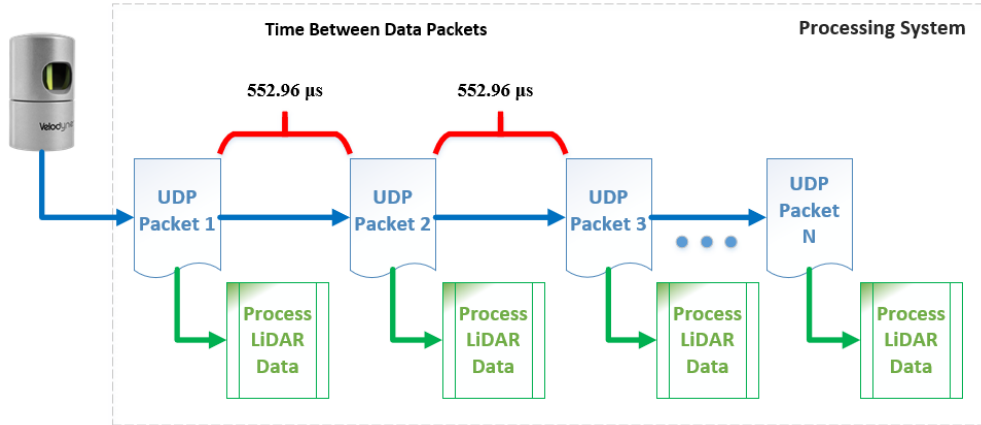 Time Between Data Packets
Processing System
552.96 µs
552.96 µs
Velodyne
UDP
Packet 1
UDP
Packet 2
UDP
Packet 3
UDP
Packet
N
Process
LiDAR
Data
Process
LiDAR
Data
Process
LiDAR
Data
Process
LiDAR
Data